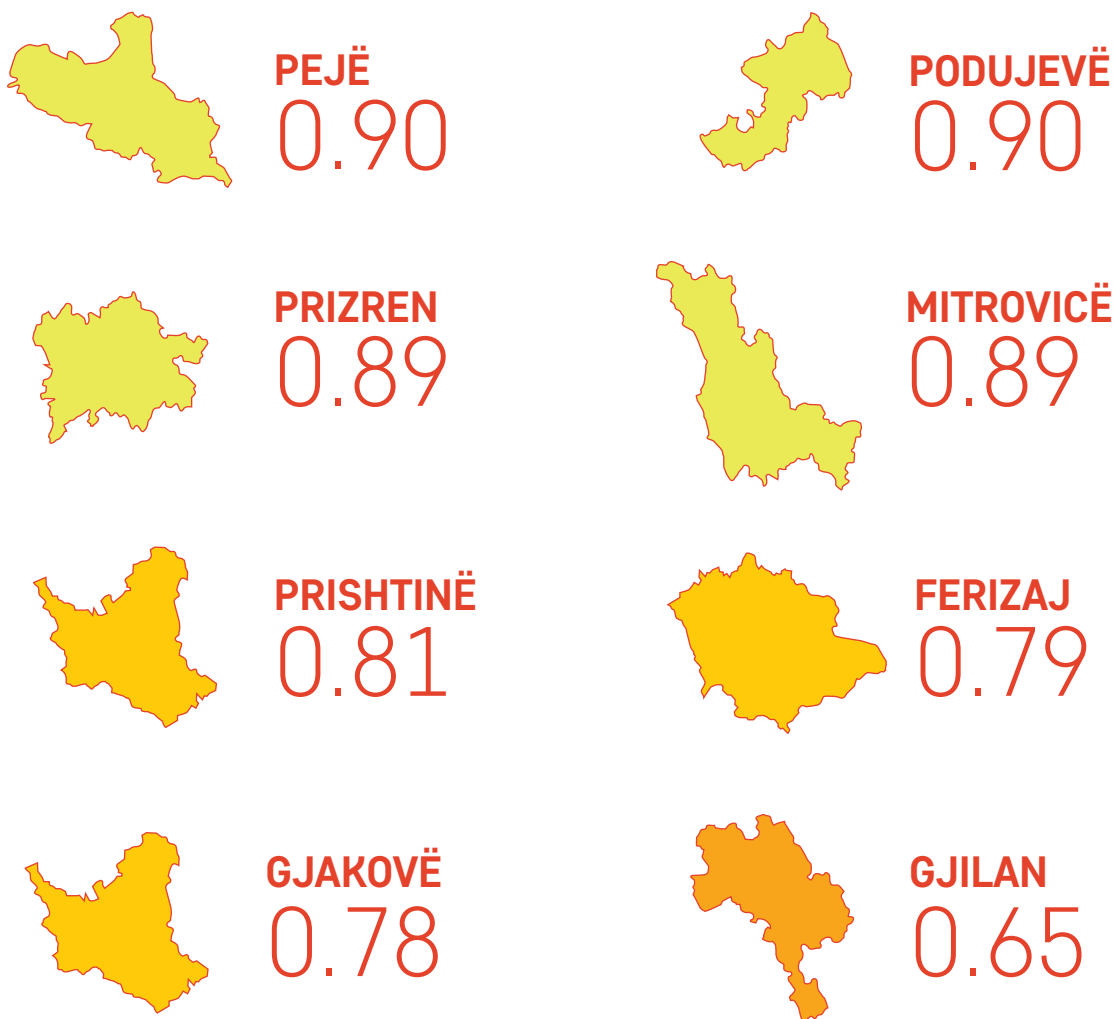 PEJË
0.90
PODUJEVË
0.90
PRIZREN
0.89
MITROVICË
0.89
PRISHTINË
0.81
FERIZAJ
0.79
GJAKOVË
0.78
GJILAN
0.65